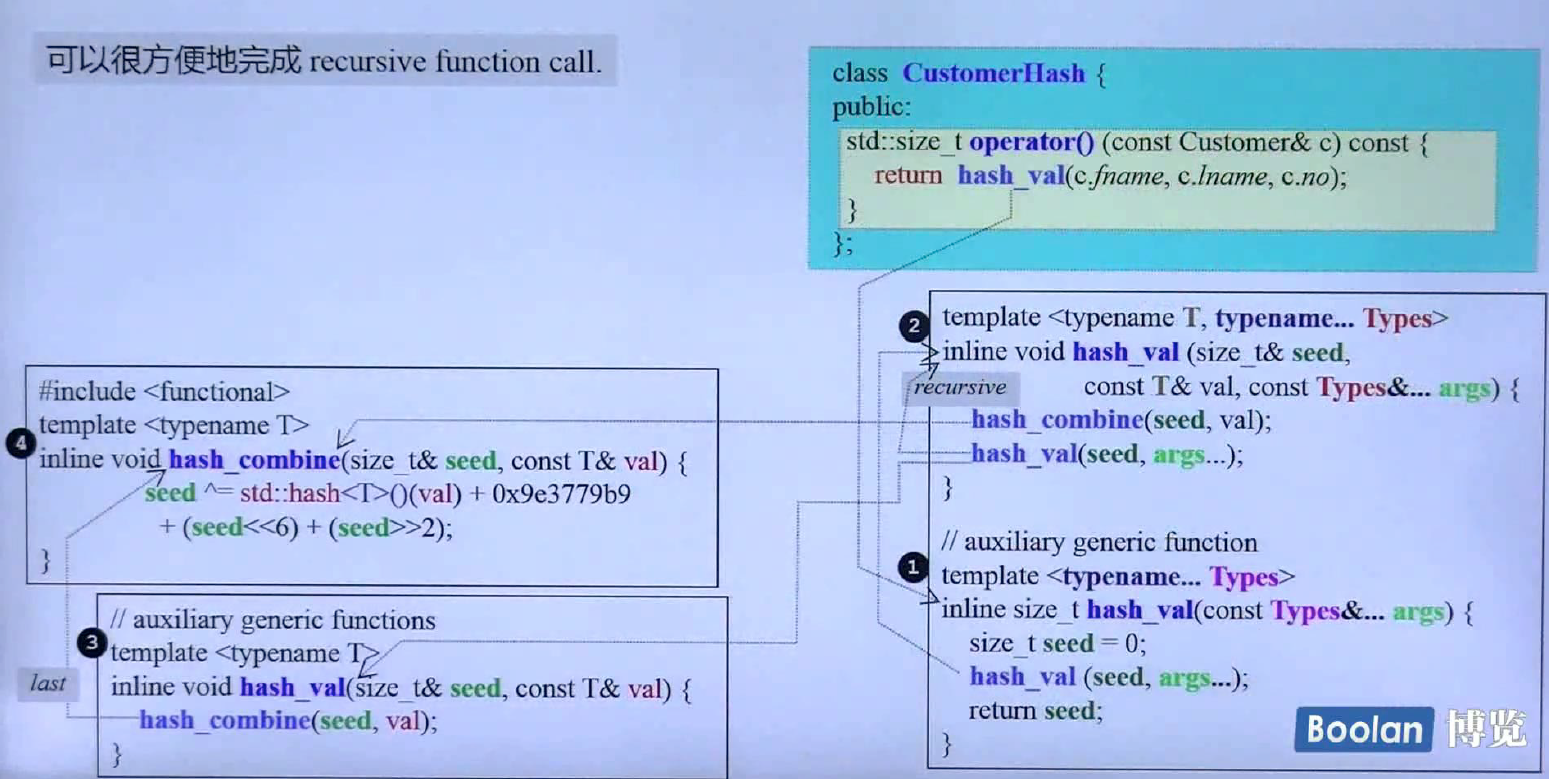 可以很方便地完成 recursive function call.
class CustomerHash {
public:
std::size_t operator() (const Customer& c) const {
return hash_val(c.fname, c.lname, c.no);
}
};
2
template <typename T, typename... Types>
inline void hash_val (size_t& seed,
const T& val, const Types&... args) {
hash_combine(seed, val);
hash_val(seed, args...);
}
recursive
1
// auxiliary generic function
template <typename... Types>
inline size_t hash_val(const Types&... args) {
size_t seed = 0;
hash_val (seed, args...);
return seed;
}
4
#include <functional>
template <typename T>
inline void hash_combine(size_t& seed, const T& val) {
seed ^= std::hash<T>()(val) + 0x9e3779b9
+ (seed<<6) + (seed>>2);
}
3
// auxiliary generic functions
template <typename T>
inline void hash_val(size_t& seed, const T& val) {
hash_combine(seed, val);
}
last
Boolan 博览